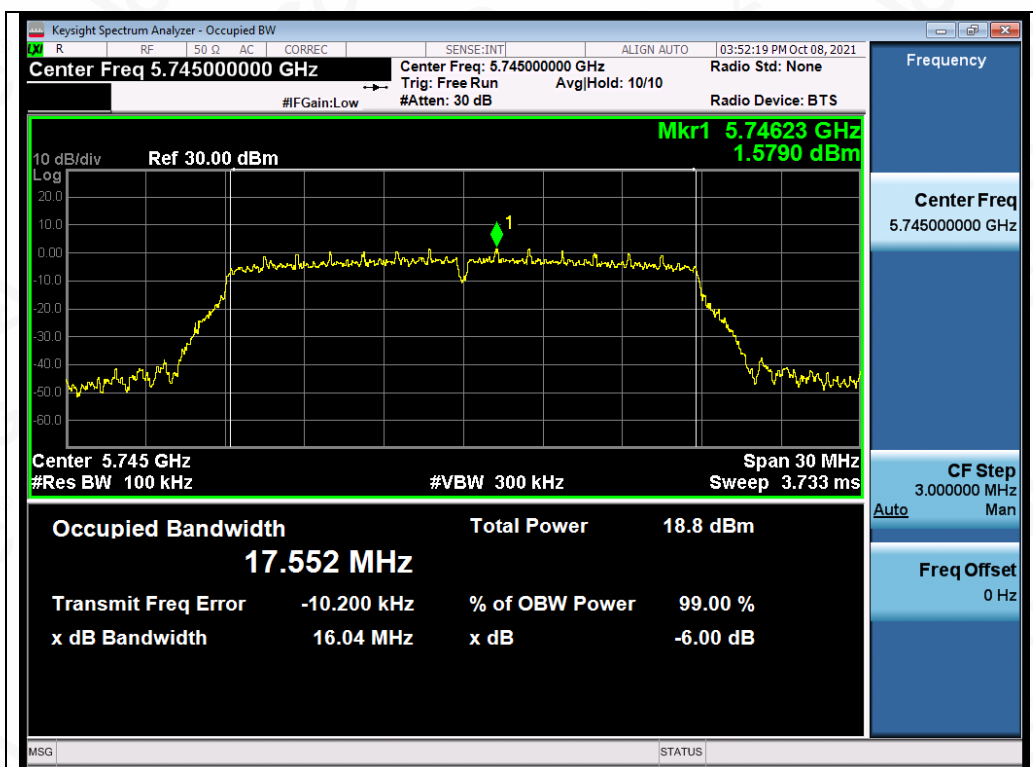 Keysight Spectrum Analyzer - Occupied BW
LXI R RF 50 Ω AC CORREC SENSE:INT ALIGN AUTO 03:52:19 PM Oct 08, 2021
Center Freq 5.745000000 GHz Center Freq: 5.745000000 GHz Radio Std: None
Trig: Free Run Avg|Hold: 10/10
#IFGain:Low #Atten: 30 dB Radio Device: BTS
Mkr1 5.74623 GHz
10 dB/div Ref 30.00 dBm 1.5790 dBm
Log
20.0
10.0
0.00
-10.0
-20.0
-30.0
-40.0
-50.0
-60.0
1
Center 5.745 GHz Span 30 MHz
#Res BW 100 kHz #VBW 300 kHz Sweep 3.733 ms
Occupied Bandwidth Total Power 18.8 dBm
17.552 MHz
Transmit Freq Error -10.200 kHz % of OBW Power 99.00 %
x dB Bandwidth 16.04 MHz x dB -6.00 dB
Frequency
Center Freq
5.745000000 GHz
CF Step
3.000000 MHz
Auto Man
Freq Offset
0 Hz
MSG STATUS